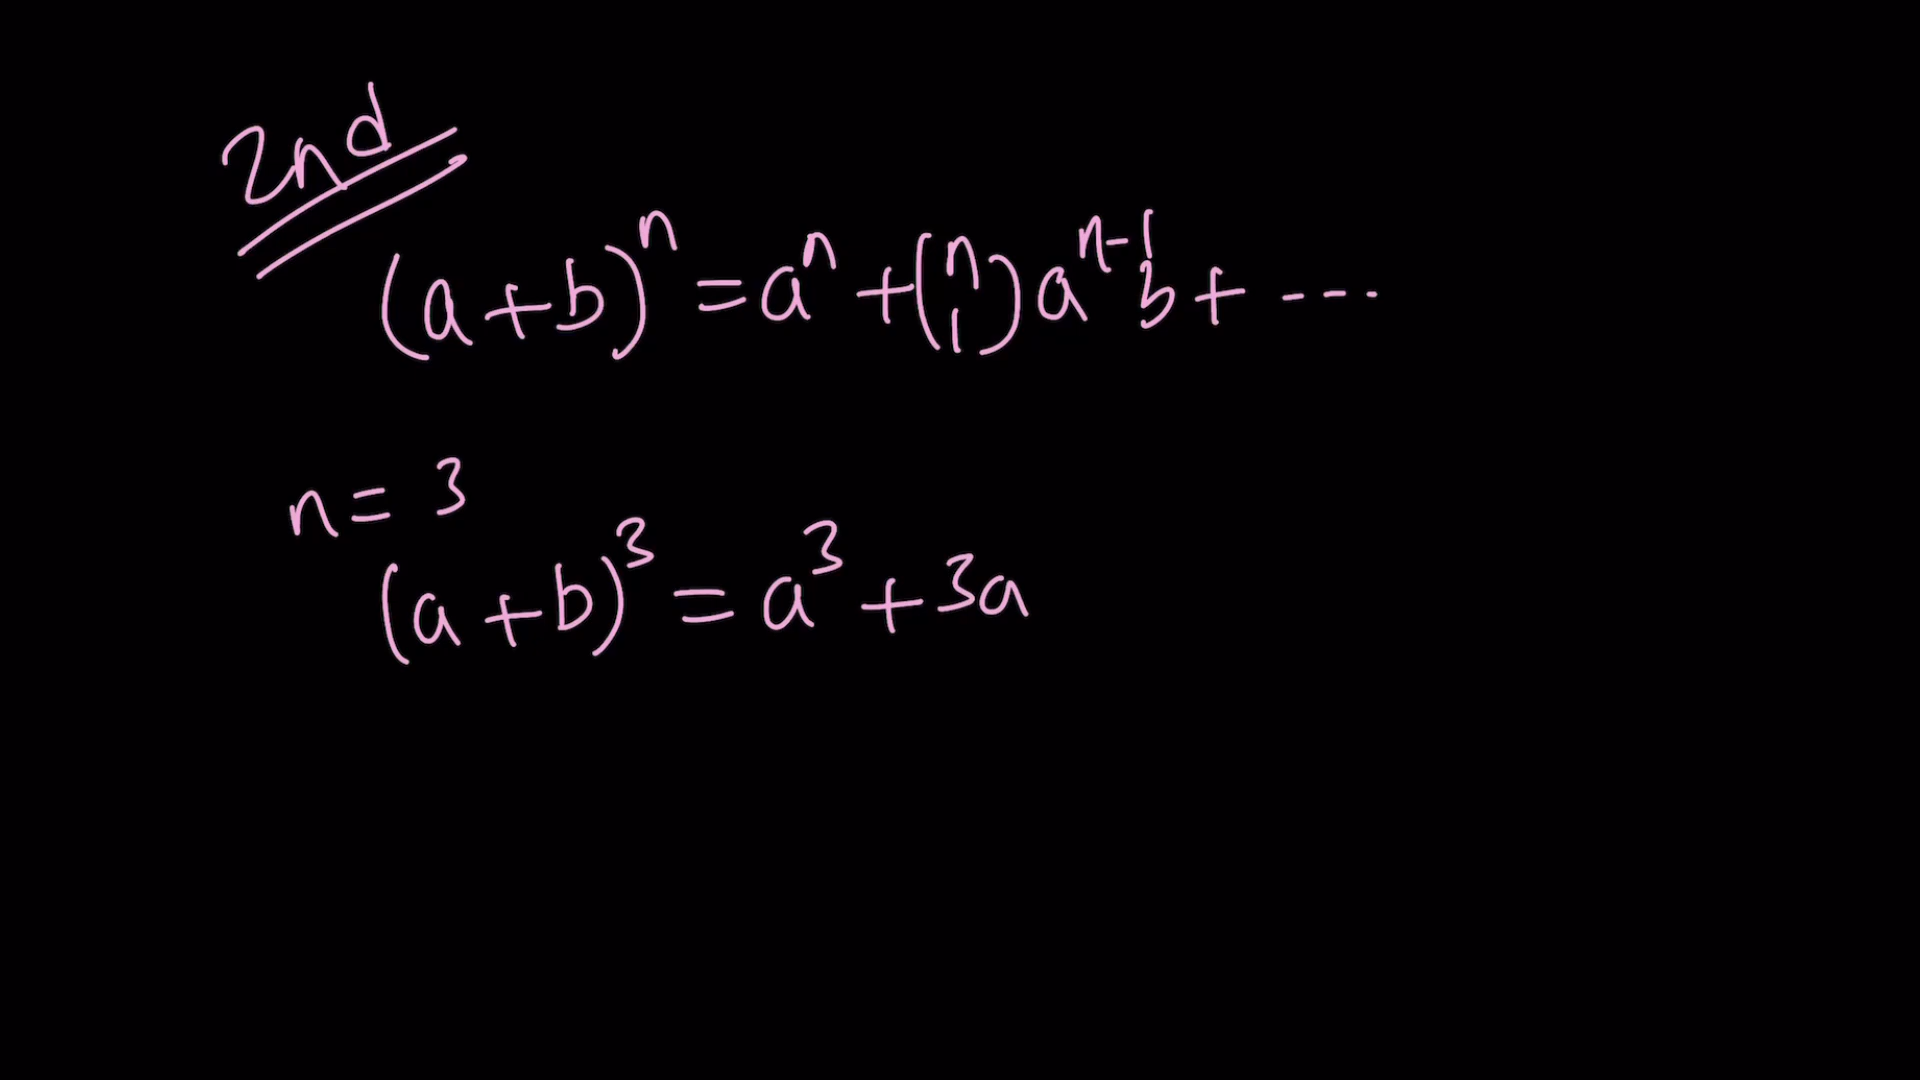 2nd
(a+b)^n = a^n + (n 1) a^{n-1} b + ----
n = 3
(a+b)^3 = a^3 + 3a